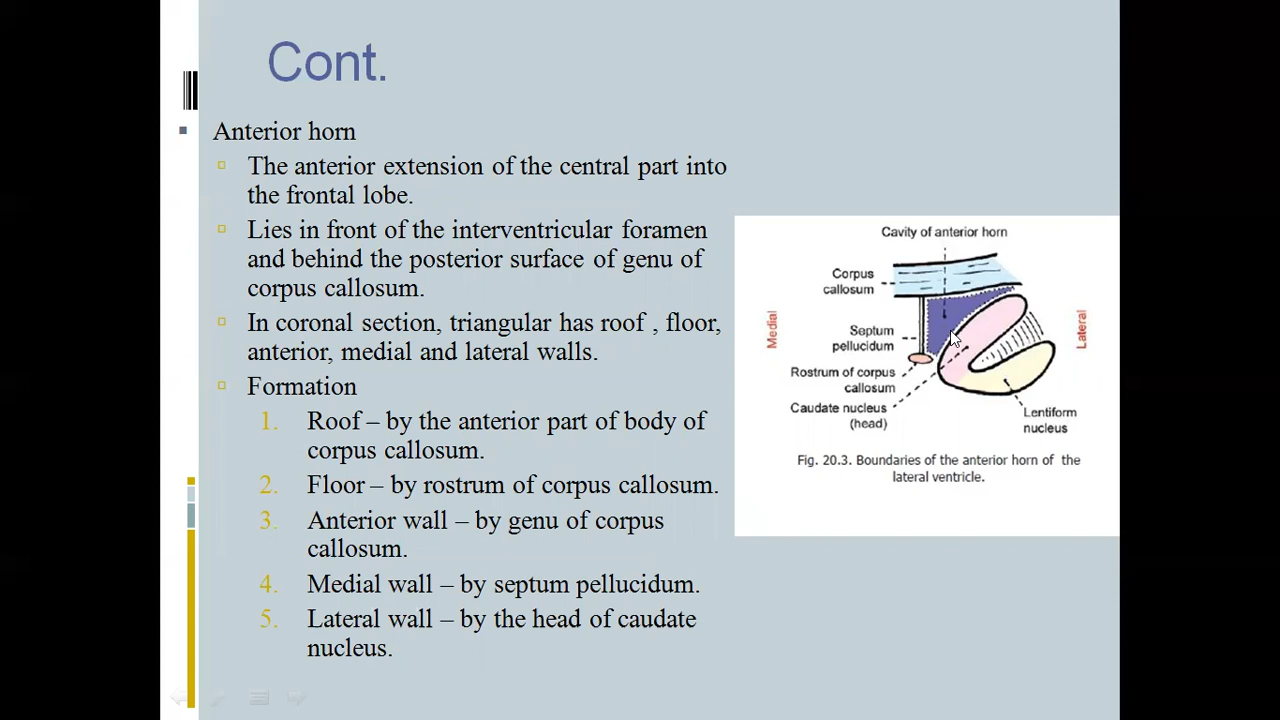 Cont.
Anterior horn
The anterior extension of the central part into
the frontal lobe.
Lies in front of the interventricular foramen
and behind the posterior surface of genu of
corpus callosum.
In coronal section, triangular has roof , floor,
anterior, medial and lateral walls.
Formation
1. Roof – by the anterior part of body of
corpus callosum.
2. Floor – by rostrum of corpus callosum.
3. Anterior wall – by genu of corpus
callosum.
4. Medial wall – by septum pellucidum.
5. Lateral wall – by the head of caudate
nucleus.
Cavity of anterior horn
Corpus
callosum
Medial
Septum
pellucidum
Lateral
Rostrum of corpus
callosum
Caudate nucleus
(head)
Lentiform
nucleus
Fig. 20.3. Boundaries of the anterior horn of the
lateral ventricle.